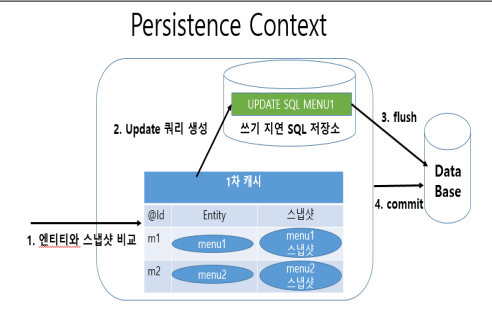 Persistence Context
UPDATE SQL MENU1
쓰기 지연 SQL 저장소
2. Update 쿼리 생성
3. flush
Data
Base
4. commit
1. 엔티티와 스냅샷 비교
1차 캐시
@Id Entity 스냅샷
m1 menu1 menu1
스냅샷
m2 menu2 menu2
스냅샷